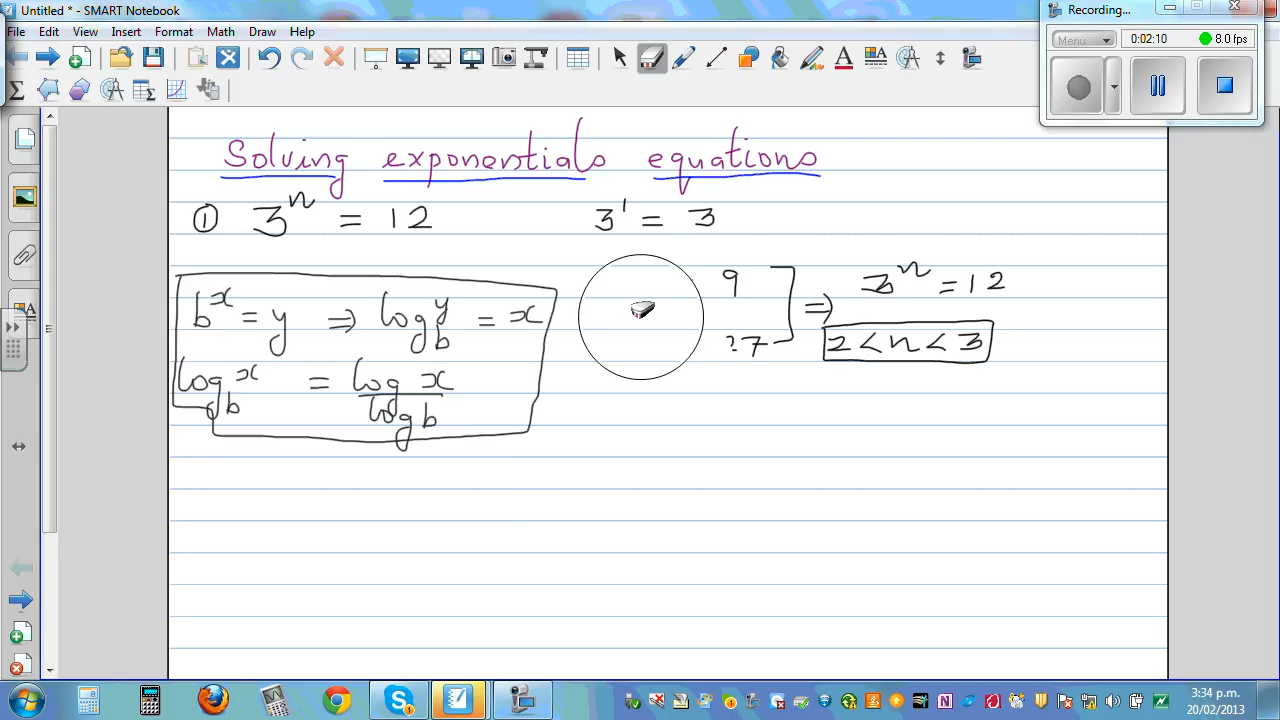 Untitled * - SMART Notebook
Recording...
File Edit View Insert Format Math Draw Help
Menu 0:02:10 8.0 fps
Solving exponentials equations
① 3ⁿ = 12 3¹ = 3
9
3ⁿ = 12
bˣ = y ⇒ log_b y = x
⇒
27
2 < n < 3
log_b x = log x / log b
3:34 p.m.
20/02/2013